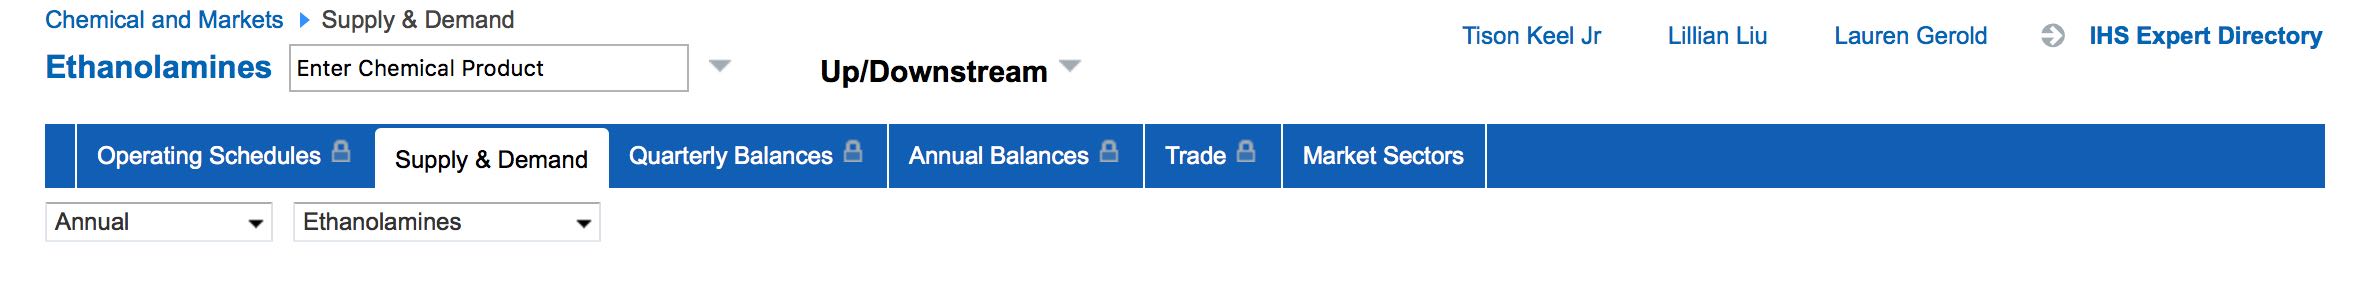 Chemical and Markets Supply & Demand
Tison Keel Jr Lillian Liu Lauren Gerold IHS Expert Directory
Ethanolamines Enter Chemical Product Up/Downstream
Operating Schedules Supply & Demand Quarterly Balances Annual Balances Trade Market Sectors
Annual Ethanolamines